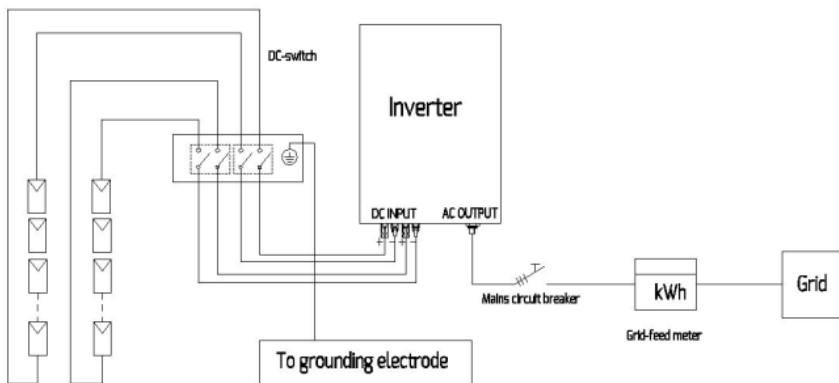 DC-switch
Inverter
DC INPUT
AC OUTPUT
+ - + -
Mains circuit breaker
kWh
Grid
Grid-feed meter
To grounding electrode